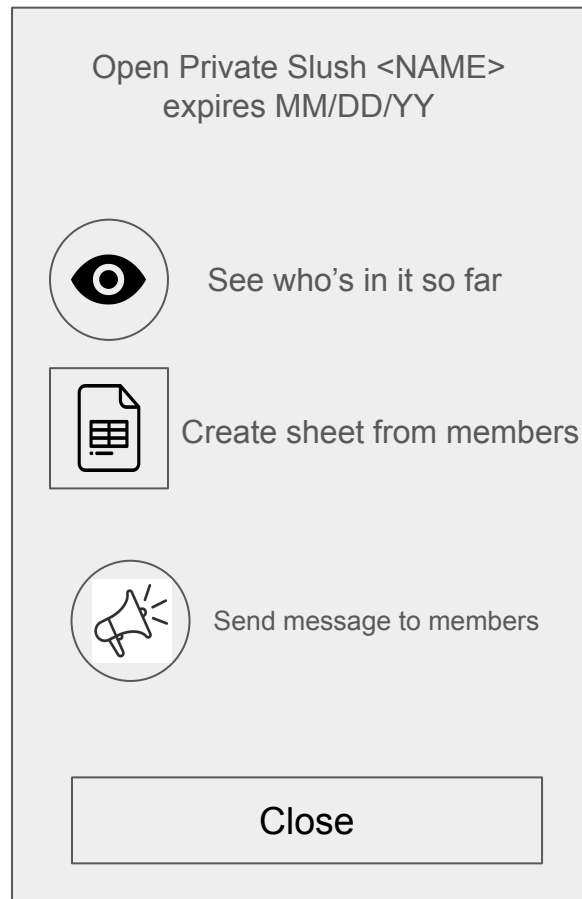 Open Private Slush <NAME>
expires MM/DD/YY
See who's in it so far
Create sheet from members
Send message to members
Close